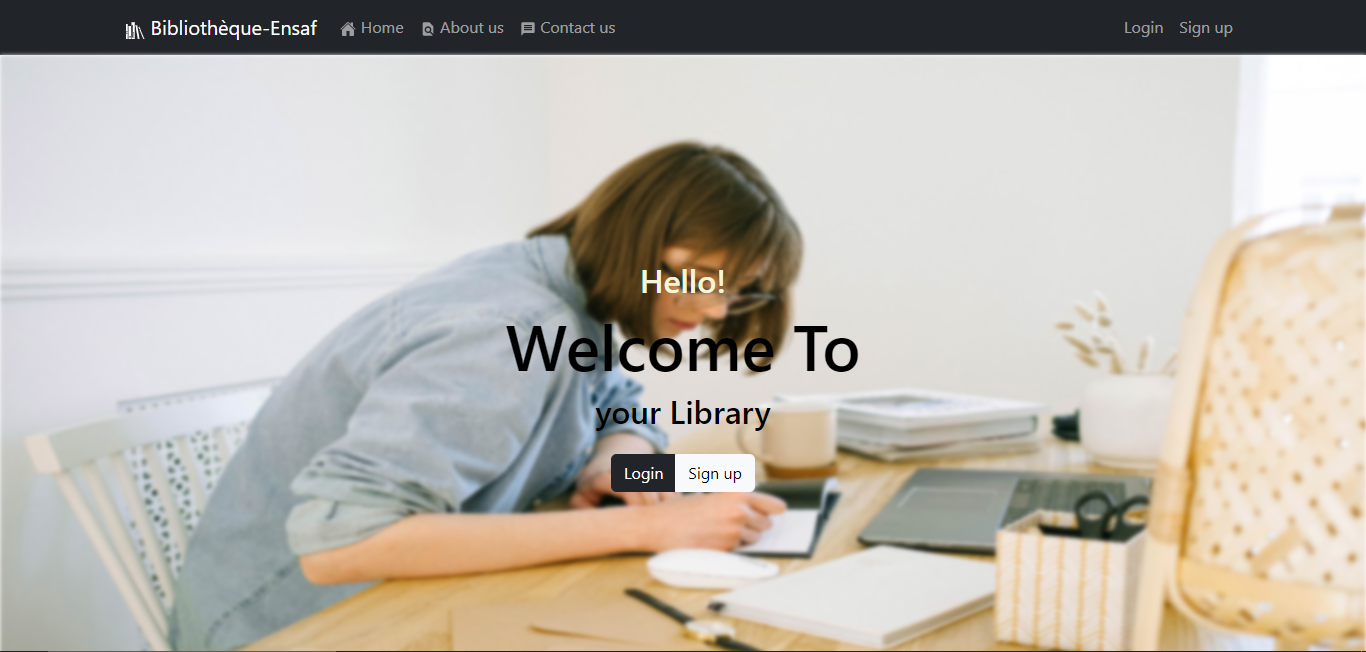 Bibliothèque-Ensaf Home About us Contact us Login Sign up
Hello!
Welcome To
your Library
Login Sign up